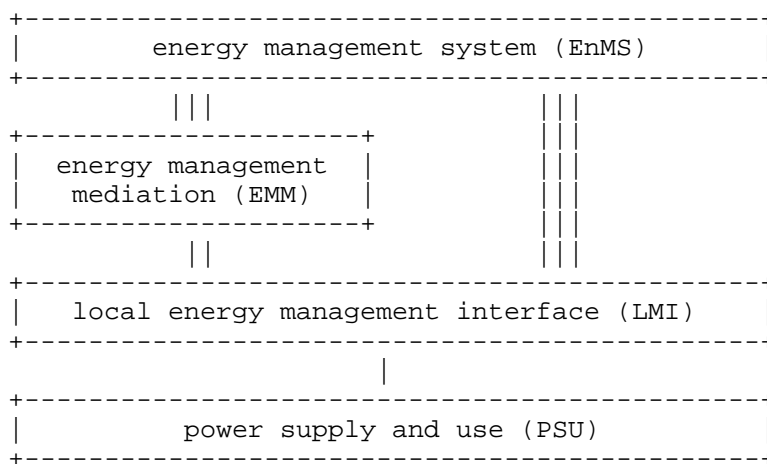 energy management system (EnMS)
energy management
mediation (EMM)
local energy management interface (LMI)
power supply and use (PSU)